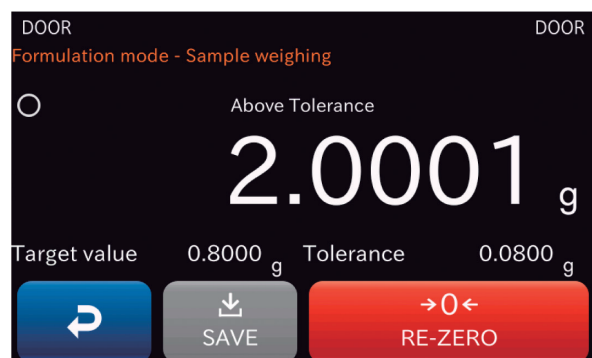 DOOR DOOR
Formulation mode - Sample weighing
Above Tolerance
2.0001 g
Target value 0.8000 g Tolerance 0.0800 g
→0←
SAVE RE-ZERO